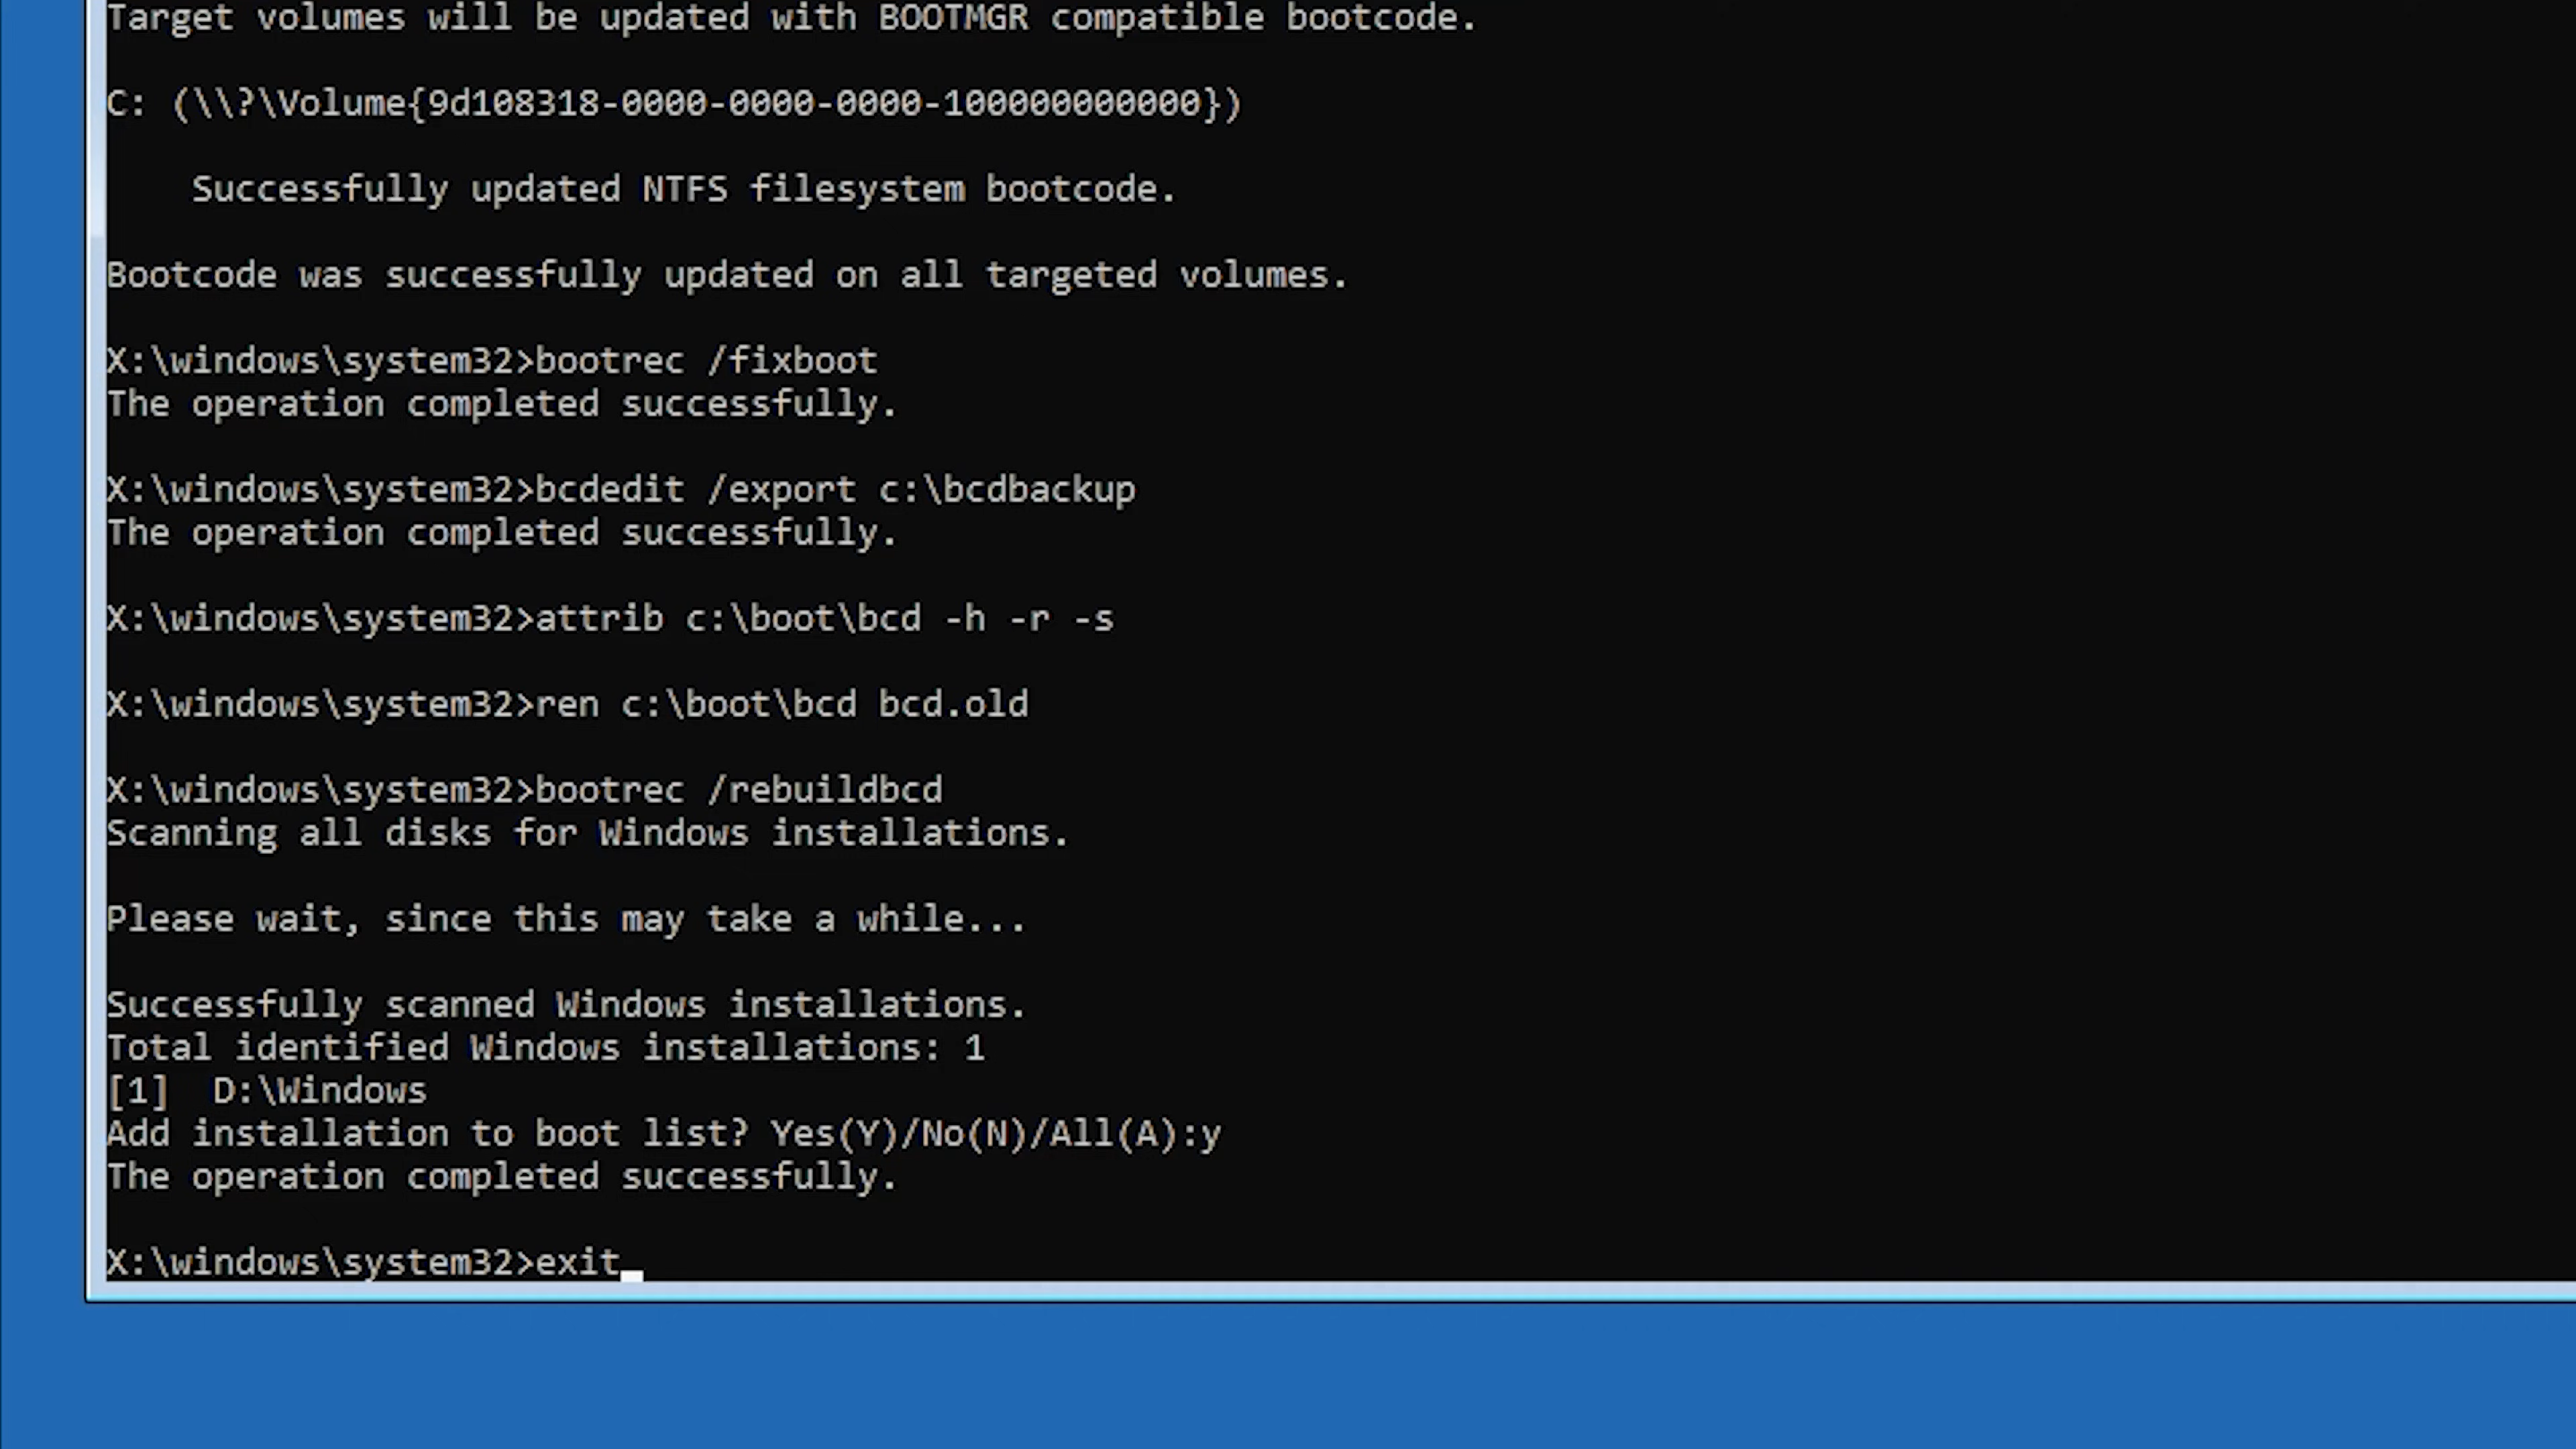 Target volumes will be updated with BOOTMGR compatible bootcode.
C: (\\?\Volume{9d108318-0000-0000-0000-100000000000})
Successfully updated NTFS filesystem bootcode.
Bootcode was successfully updated on all targeted volumes.
X:\windows\system32>bootrec /fixboot
The operation completed successfully.
X:\windows\system32>bcdedit /export c:\bcdbackup
The operation completed successfully.
X:\windows\system32>attrib c:\boot\bcd -h -r -s
X:\windows\system32>ren c:\boot\bcd bcd.old
X:\windows\system32>bootrec /rebuildbcd
Scanning all disks for Windows installations.
Please wait, since this may take a while...
Successfully scanned Windows installations.
Total identified Windows installations: 1
[1]  D:\Windows
Add installation to boot list? Yes(Y)/No(N)/All(A):y
The operation completed successfully.
X:\windows\system32>exit